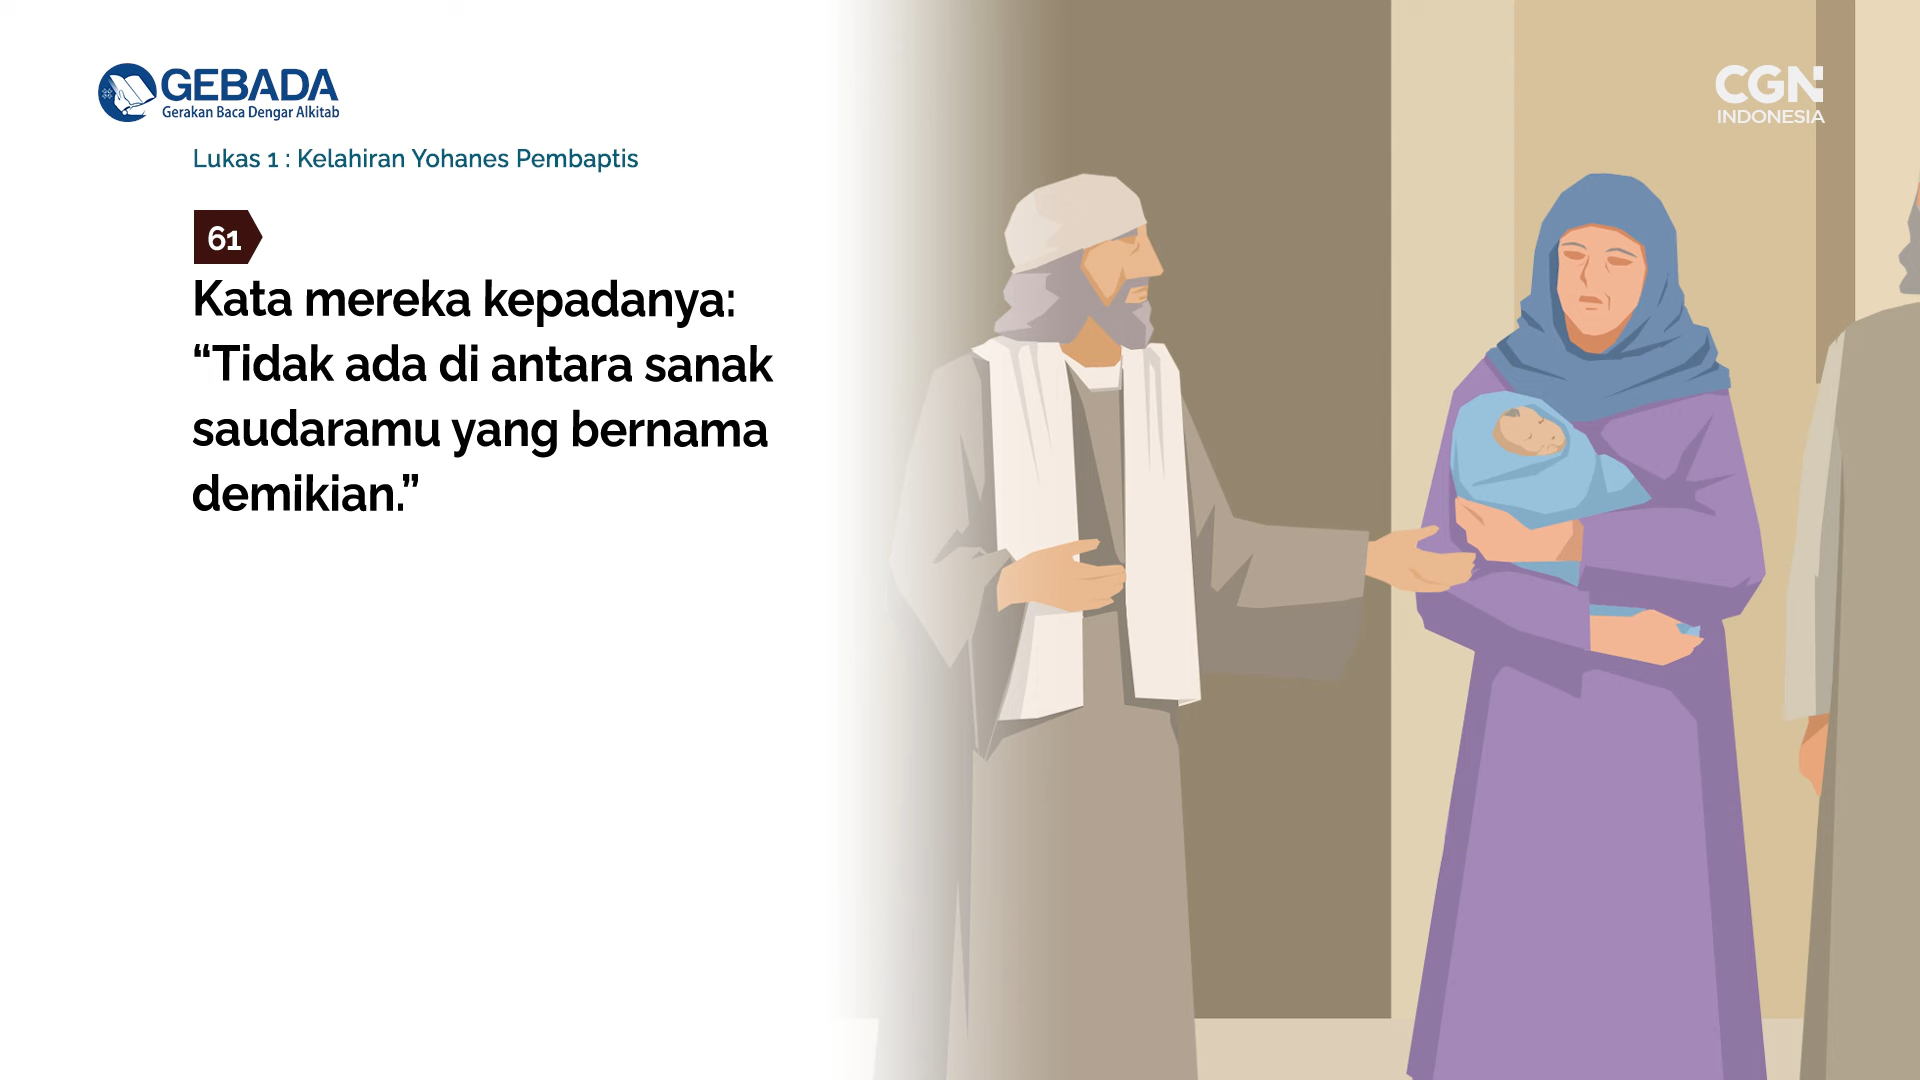 GEBADA
Gerakan Baca Dengar Alkitab
CGN
INDONESIA
Lukas 1 : Kelahiran Yohanes Pembaptis
61
Kata mereka kepadanya:
“Tidak ada di antara sanak
saudaramu yang bernama
demikian.”